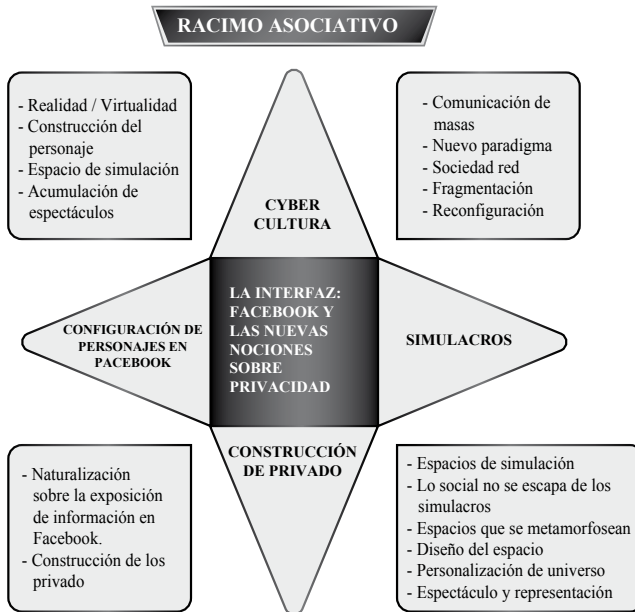 RACIMO ASOCIATIVO
- Realidad / Virtualidad
- Construcción del
personaje
- Espacio de simulación
- Acumulación de
espectáculos
- Comunicación de
masas
- Nuevo paradigma
- Sociedad red
- Fragmentación
- Reconfiguración
CYBER
CULTURA
CONFIGURACIÓN DE
PERSONAJES EN
PACEBOOK
LA INTERFAZ:
FACEBOOK Y
LAS NUEVAS
NOCIONES
SOBRE
PRIVACIDAD
SIMULACROS
CONSTRUCCIÓN
DE PRIVADO
- Naturalización
sobre la exposición
de información en
Facebook.
- Construcción de los
privado
- Espacios de simulación
- Lo social no se escapa de los
simulacros
- Espacios que se metamorfosean
- Diseño del espacio
- Personalización de universo
- Espectáculo y representación